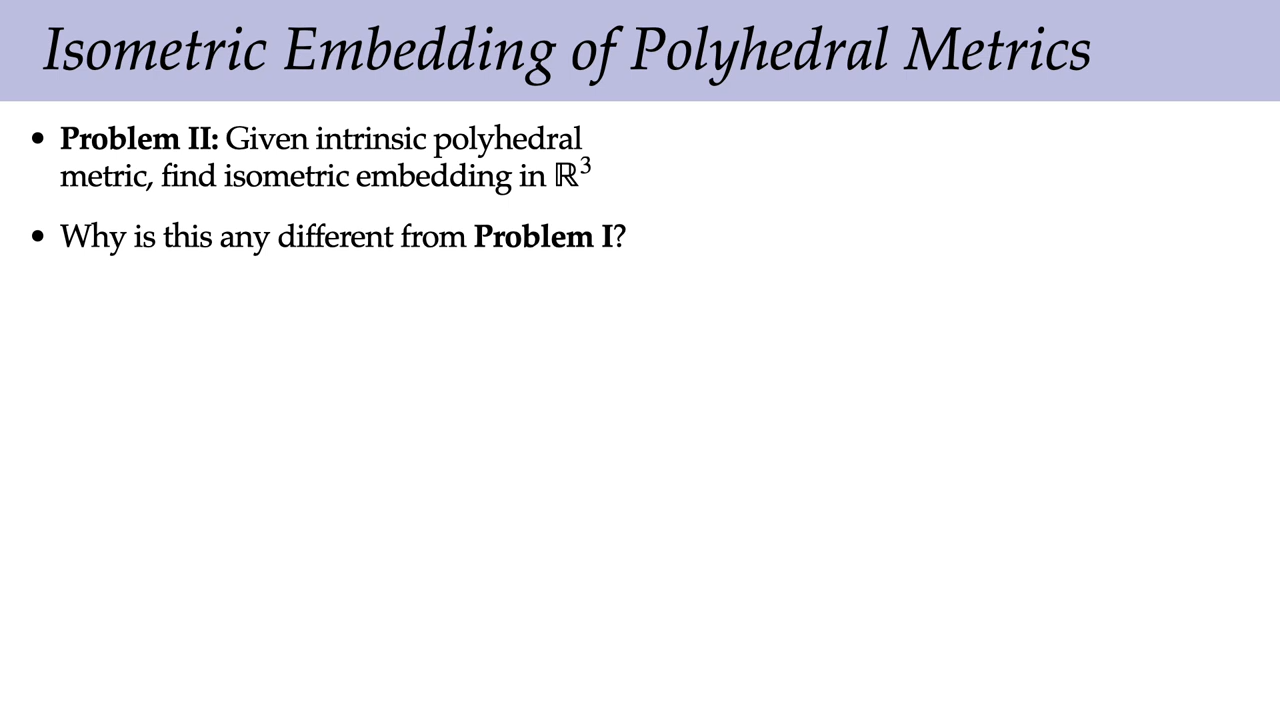 Isometric Embedding of Polyhedral Metrics
• Problem II: Given intrinsic polyhedral
metric, find isometric embedding in ℝ³
• Why is this any different from Problem I?